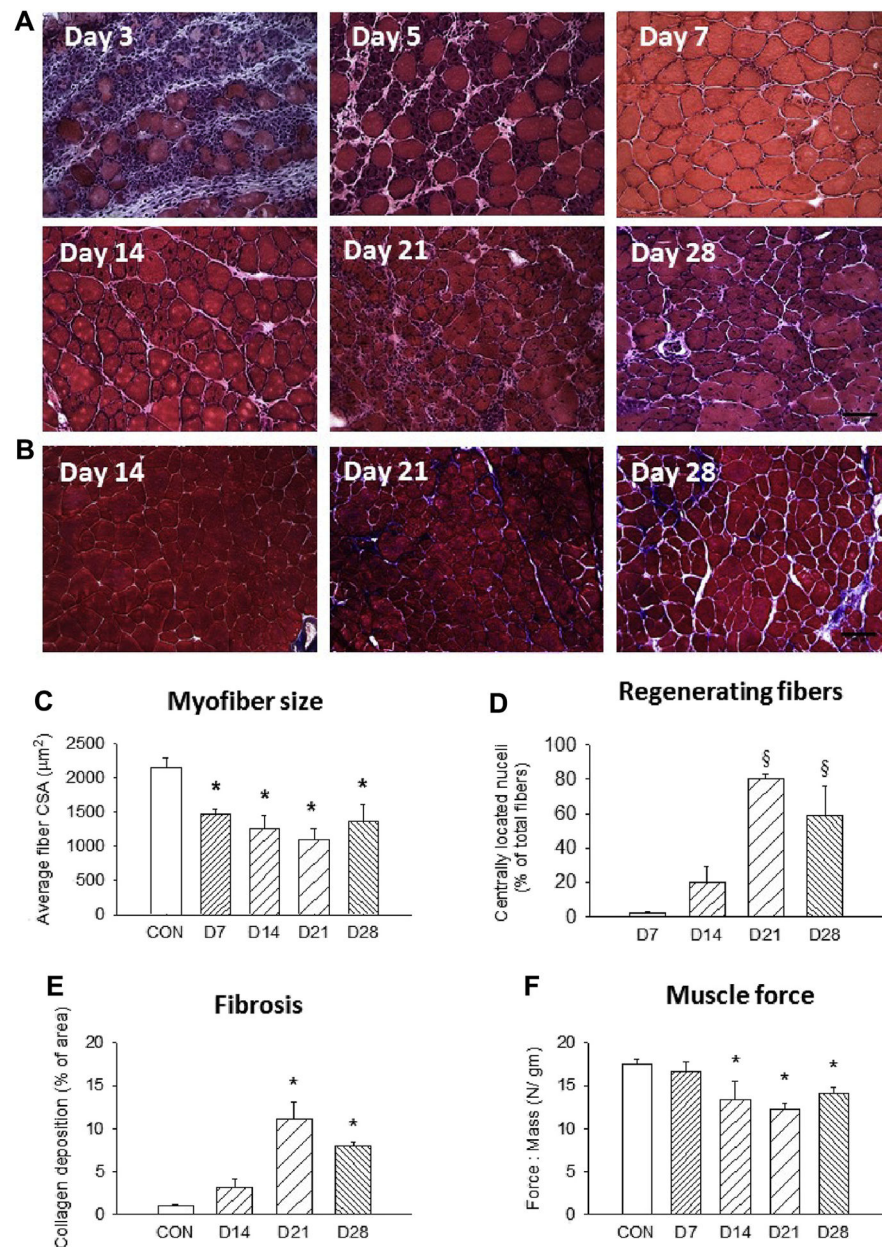 A
Day 3
Day 5
Day 7
Day 14
Day 21
Day 28
B
Day 14
Day 21
Day 28
C
Myofiber size
Average fiber CSA (µm²)
2500
2000
1500
1000
500
0
* * * *
CON D7 D14 D21 D28
D
Regenerating fibers
Centrally located nuceli
(% of total fibers)
100
80
60
40
20
0
§ §
D7 D14 D21 D28
E
Fibrosis
Collagen deposition (% of area)
20
15
10
5
0
* *
CON D14 D21 D28
F
Muscle force
Force : Mass (N/ gm)
20
15
10
5
0
* * *
CON D7 D14 D21 D28